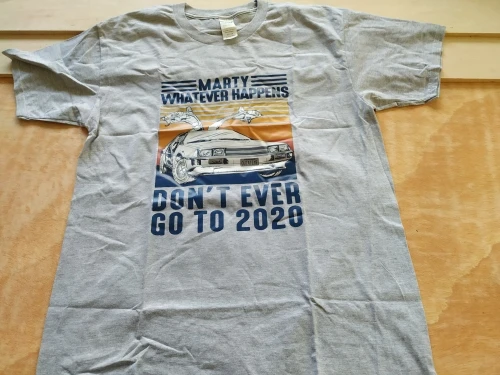 MARTY
WHATEVER HAPPENS
DON'T EVER
GO TO 2020